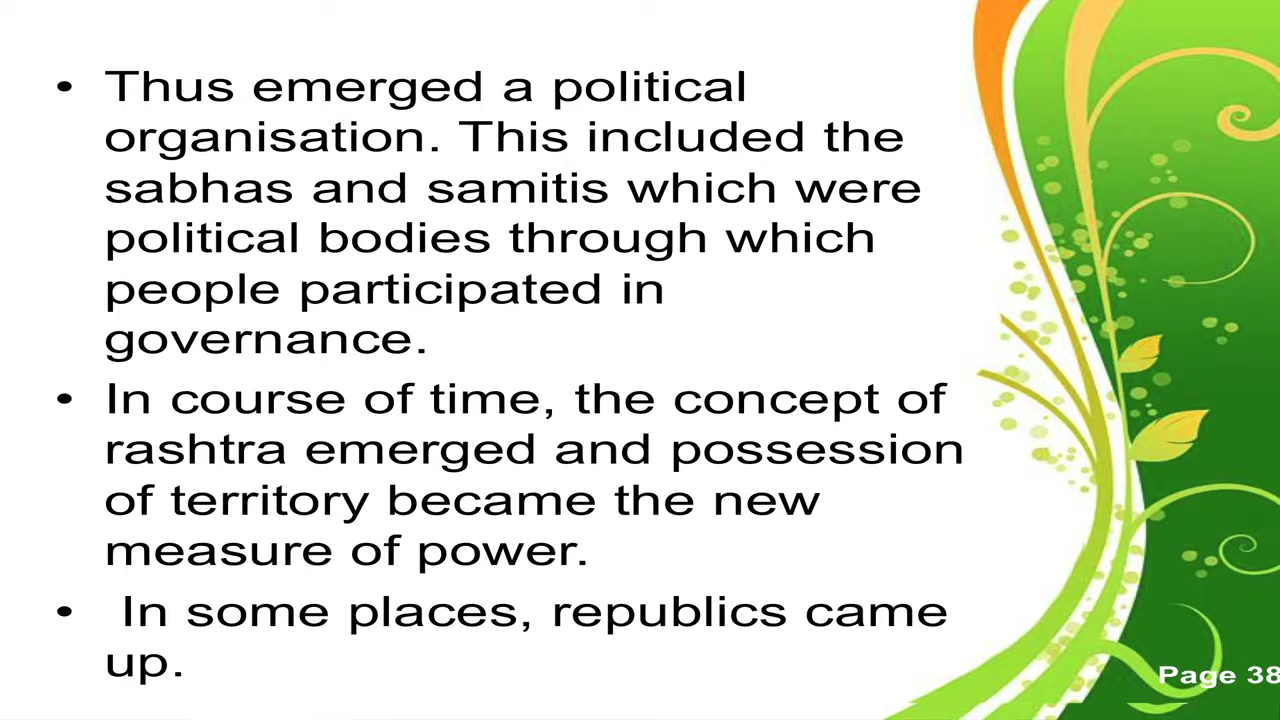 • Thus emerged a political
organisation. This included the
sabhas and samitis which were
political bodies through which
people participated in
governance.
• In course of time, the concept of
rashtra emerged and possession
of territory became the new
measure of power.
• In some places, republics came
up.
Page 38